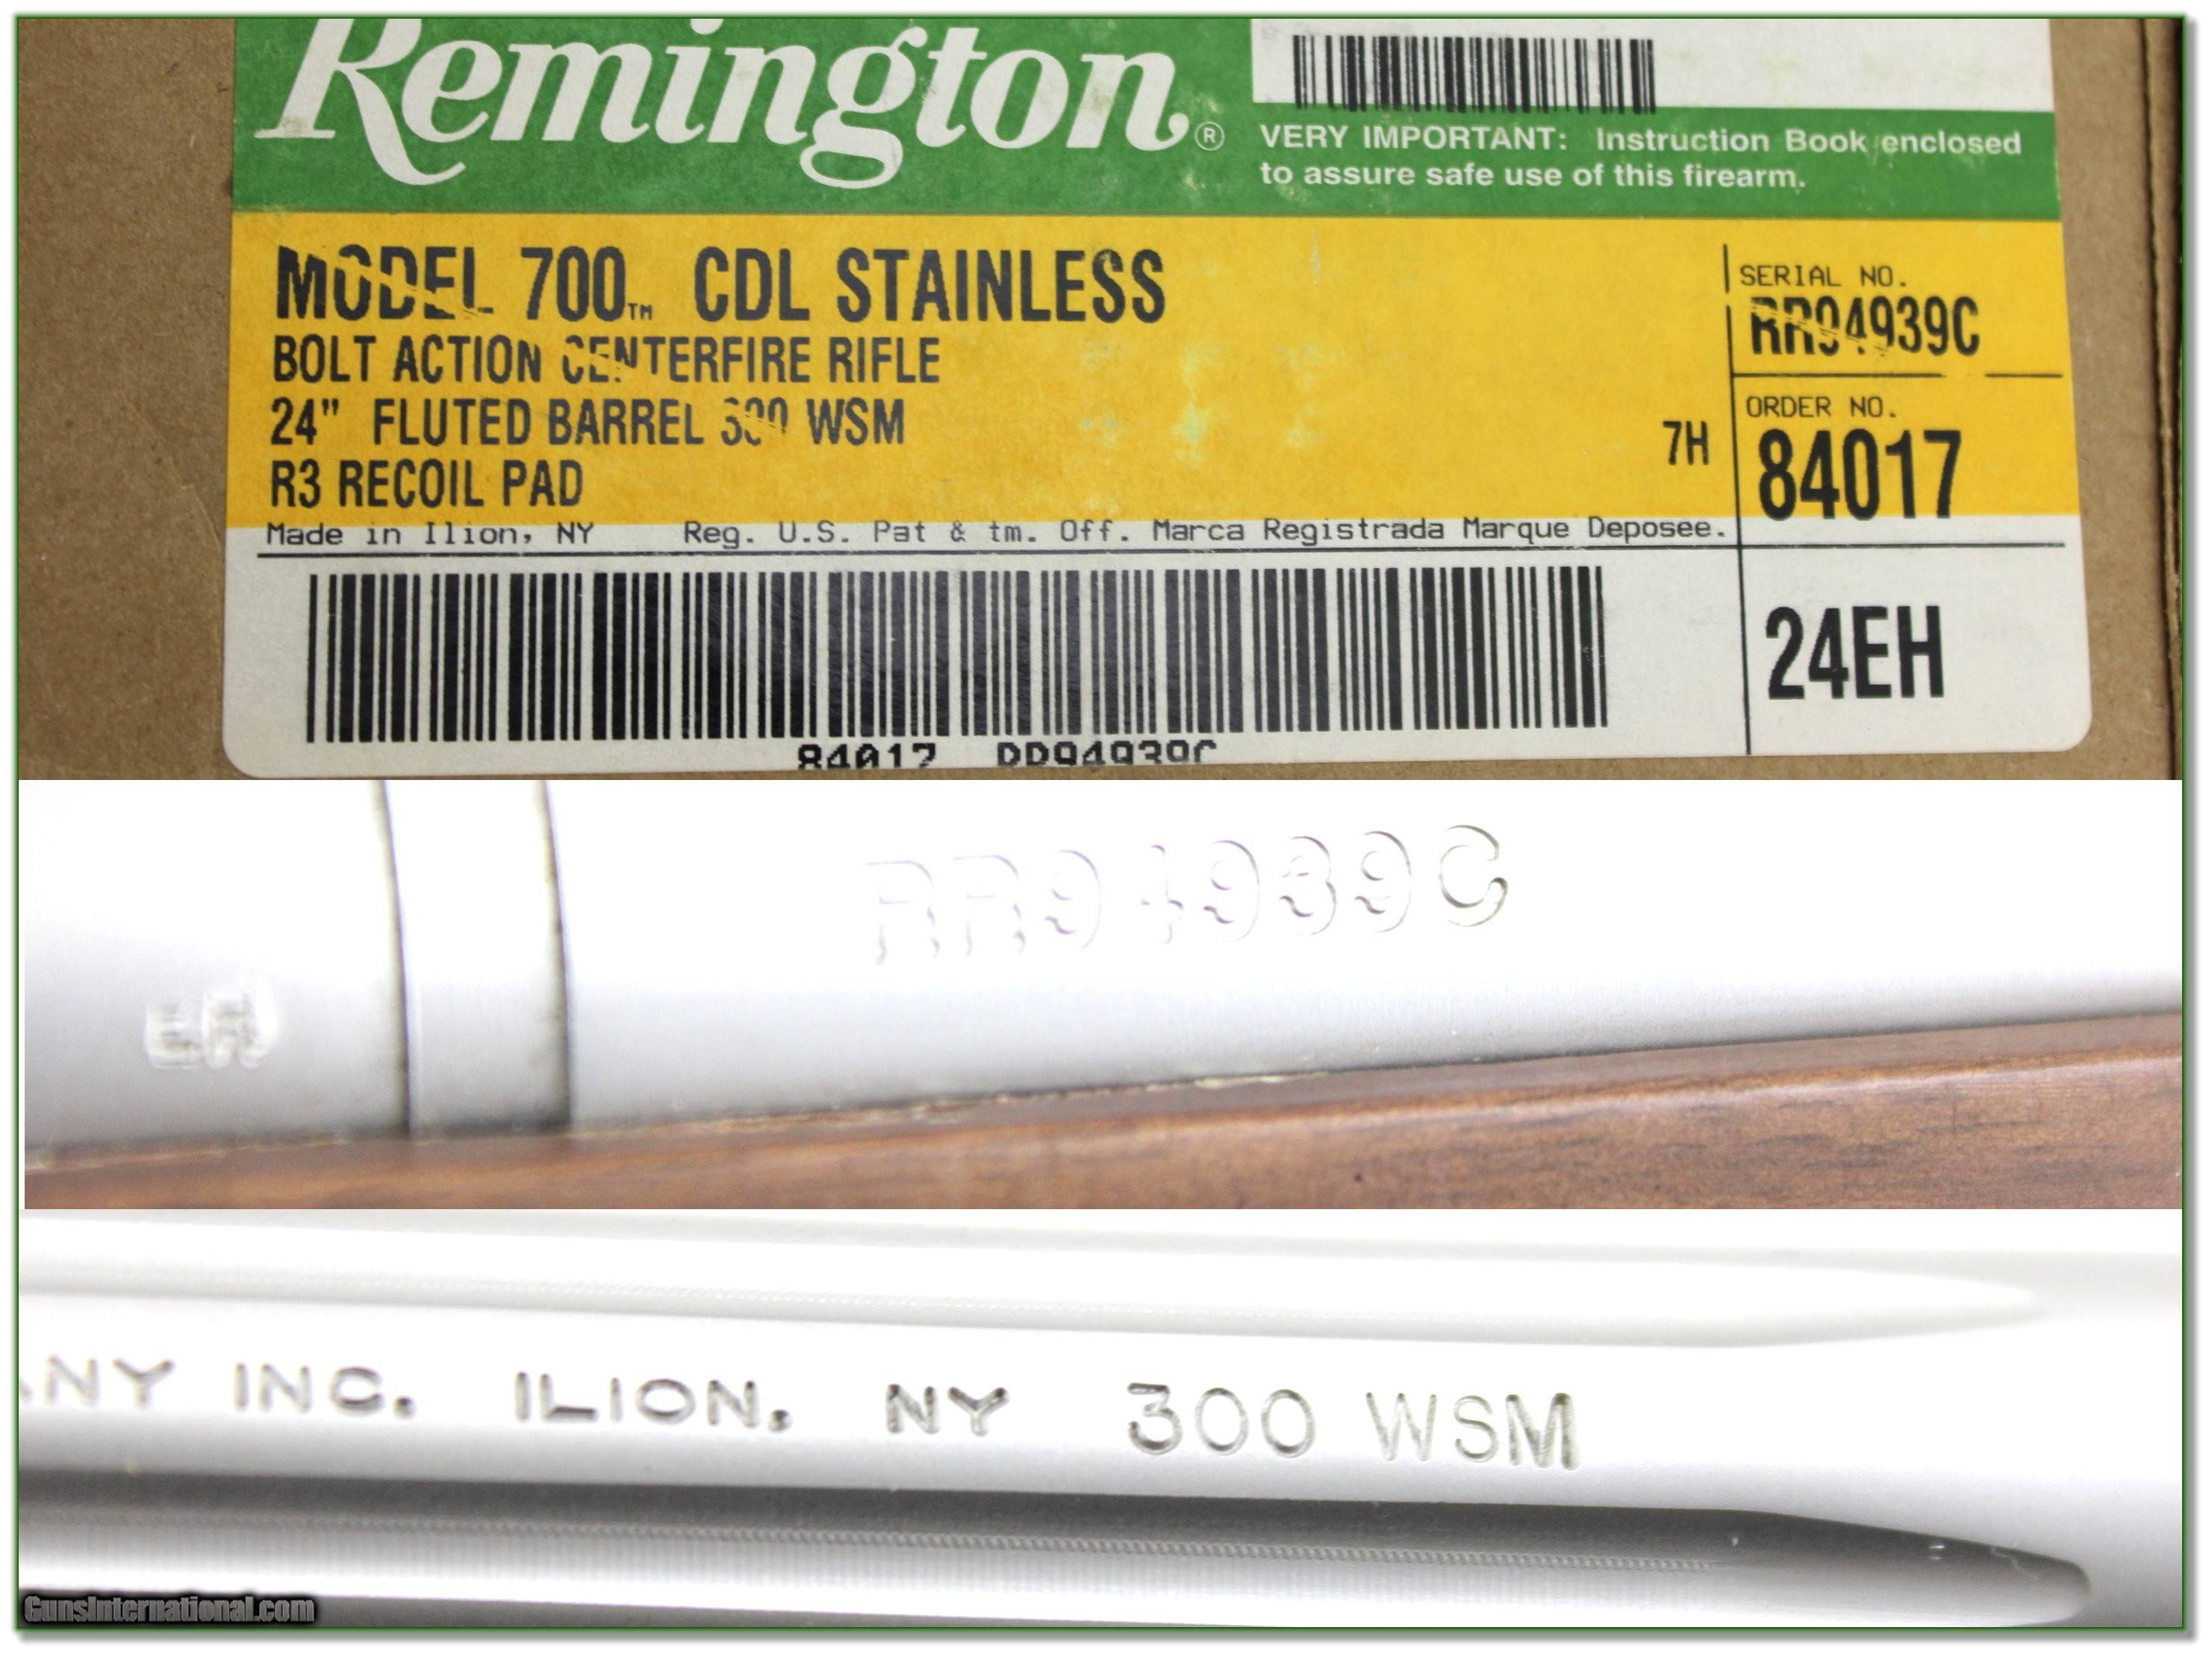 Remington®
VERY IMPORTANT: Instruction Book enclosed
to assure safe use of this firearm.
MODEL 700™ CDL STAINLESS
BOLT ACTION CENTERFIRE RIFLE
24" FLUTED BARREL 300 WSM
R3 RECOIL PAD
7H
SERIAL NO.
RR94939C
ORDER NO.
84017
Made in Ilion, NY Reg. U.S. Pat & tm. Off. Marca Registrada Marque Deposee.
24EH
84017 RR94939C
RR94939C
ANY INC. ILION, NY 300 WSM
GunsInternational.com